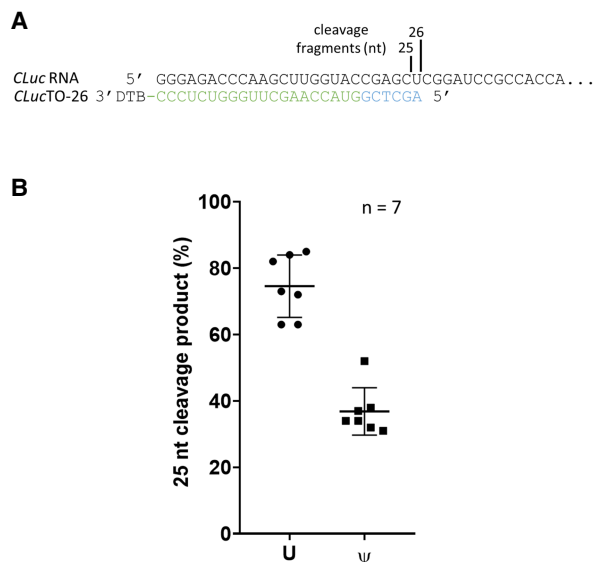 A
cleavage
fragments (nt)
26
25
CLuc RNA 5' GGGAGACCCAAGCUUGGUACCGAGCUCGGAUCCGCCACCA...
CLucTO-26 3'DTB-CCCUCUGGGUUCGAACCAUGGCTCGA 5'
B
n = 7
25 nt cleavage product (%)
100
80
60
40
20
0
U
ψ